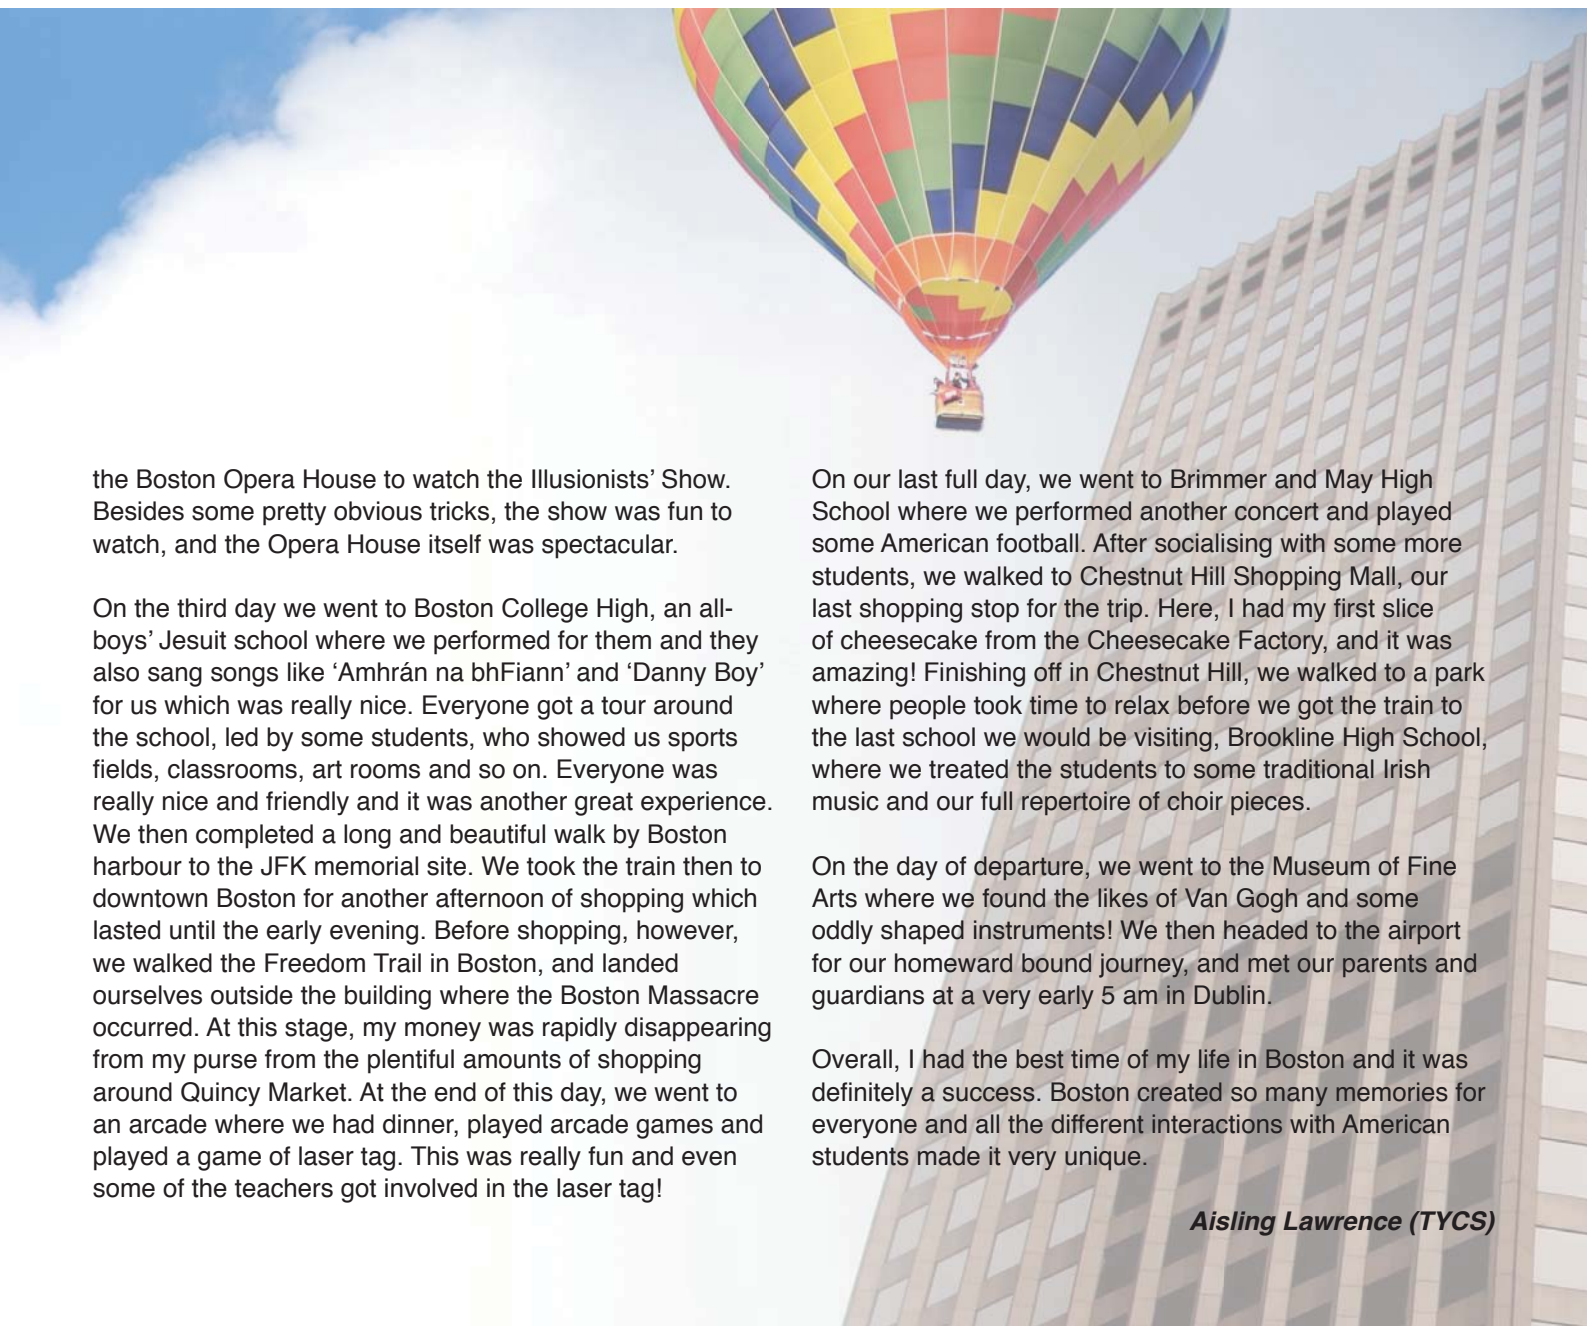 the Boston Opera House to watch the Illusionists’ Show.
Besides some pretty obvious tricks, the show was fun to
watch, and the Opera House itself was spectacular.
On the third day we went to Boston College High, an all-
boys’ Jesuit school where we performed for them and they
also sang songs like ‘Amhrán na bhFiann’ and ‘Danny Boy’
for us which was really nice. Everyone got a tour around
the school, led by some students, who showed us sports
fields, classrooms, art rooms and so on. Everyone was
really nice and friendly and it was another great experience.
We then completed a long and beautiful walk by Boston
harbour to the JFK memorial site. We took the train then to
downtown Boston for another afternoon of shopping which
lasted until the early evening. Before shopping, however,
we walked the Freedom Trail in Boston, and landed
ourselves outside the building where the Boston Massacre
occurred. At this stage, my money was rapidly disappearing
from my purse from the plentiful amounts of shopping
around Quincy Market. At the end of this day, we went to
an arcade where we had dinner, played arcade games and
played a game of laser tag. This was really fun and even
some of the teachers got involved in the laser tag!
On our last full day, we went to Brimmer and May High
School where we performed another concert and played
some American football. After socialising with some more
students, we walked to Chestnut Hill Shopping Mall, our
last shopping stop for the trip. Here, I had my first slice
of cheesecake from the Cheesecake Factory, and it was
amazing! Finishing off in Chestnut Hill, we walked to a park
where people took time to relax before we got the train to
the last school we would be visiting, Brookline High School,
where we treated the students to some traditional Irish
music and our full repertoire of choir pieces.
On the day of departure, we went to the Museum of Fine
Arts where we found the likes of Van Gogh and some
oddly shaped instruments! We then headed to the airport
for our homeward bound journey, and met our parents and
guardians at a very early 5 am in Dublin.
Overall, I had the best time of my life in Boston and it was
definitely a success. Boston created so many memories for
everyone and all the different interactions with American
students made it very unique.
Aisling Lawrence (TYCS)